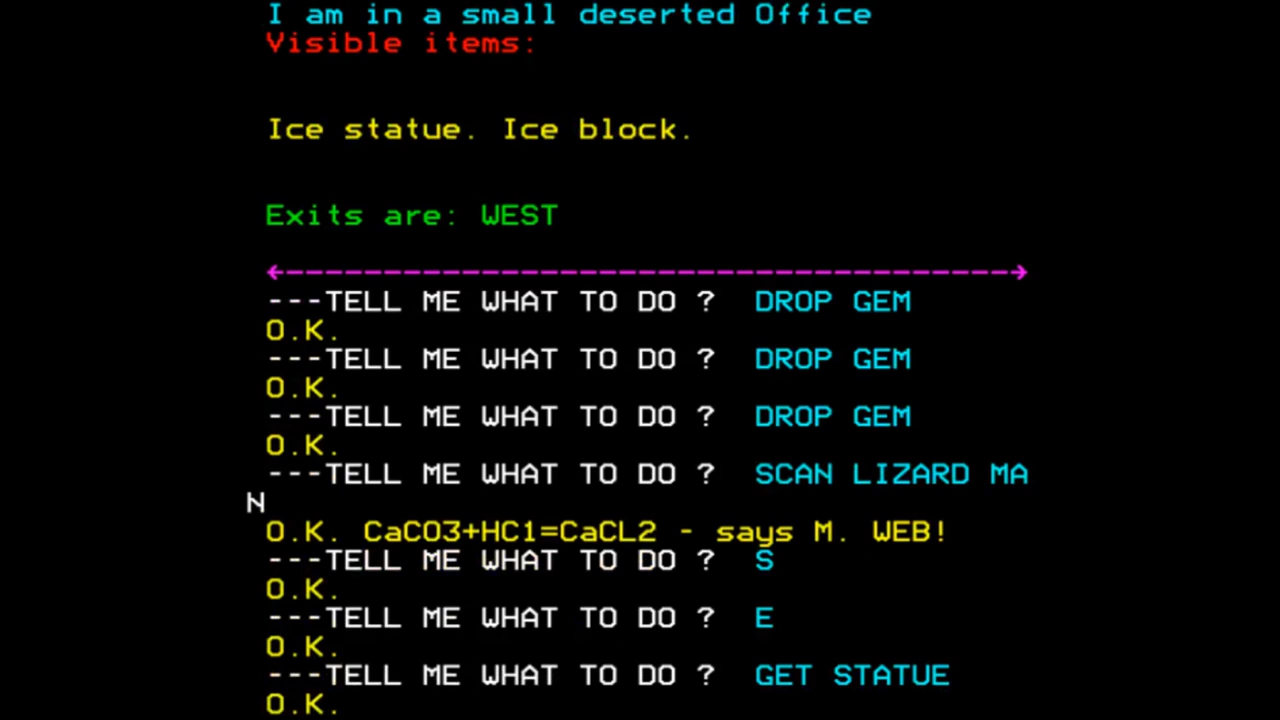 I am in a small deserted Office
Visible items:
Ice statue. Ice block.
Exits are: WEST
←--------------------------------------→
---TELL ME WHAT TO DO ? DROP GEM
O.K.
---TELL ME WHAT TO DO ? DROP GEM
O.K.
---TELL ME WHAT TO DO ? DROP GEM
O.K.
---TELL ME WHAT TO DO ? SCAN LIZARD MA
N
O.K. CaCO3+HC1=CaCL2 - says M. WEB!
---TELL ME WHAT TO DO ? S
O.K.
---TELL ME WHAT TO DO ? E
O.K.
---TELL ME WHAT TO DO ? GET STATUE
O.K.